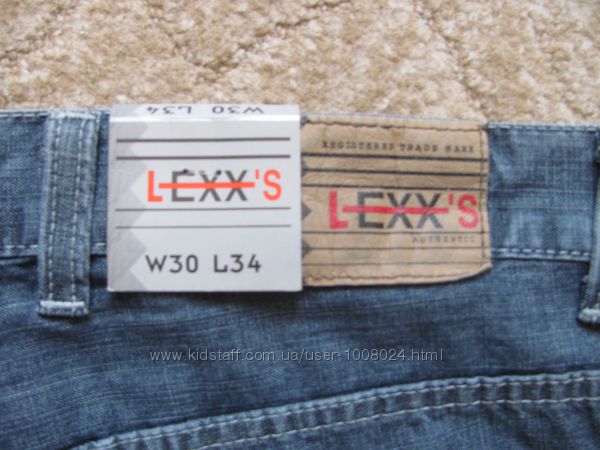 W30 L34
LEXX'S
W30 L34
REGISTERED TRADE MARK
LEXX'S
AUTHENTIC
www.kidstaff.com.ua/user-1008024.html